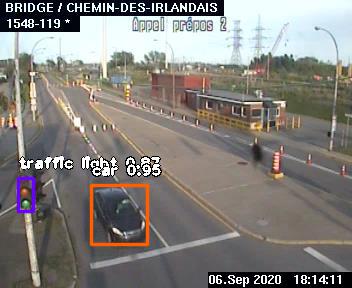 BRIDGE / CHEMIN-DES-IRLANDAIS
1548-119 *
Appel prépos 2
traffic light 0.87
car 0.95
06.Sep 2020 18:14:11